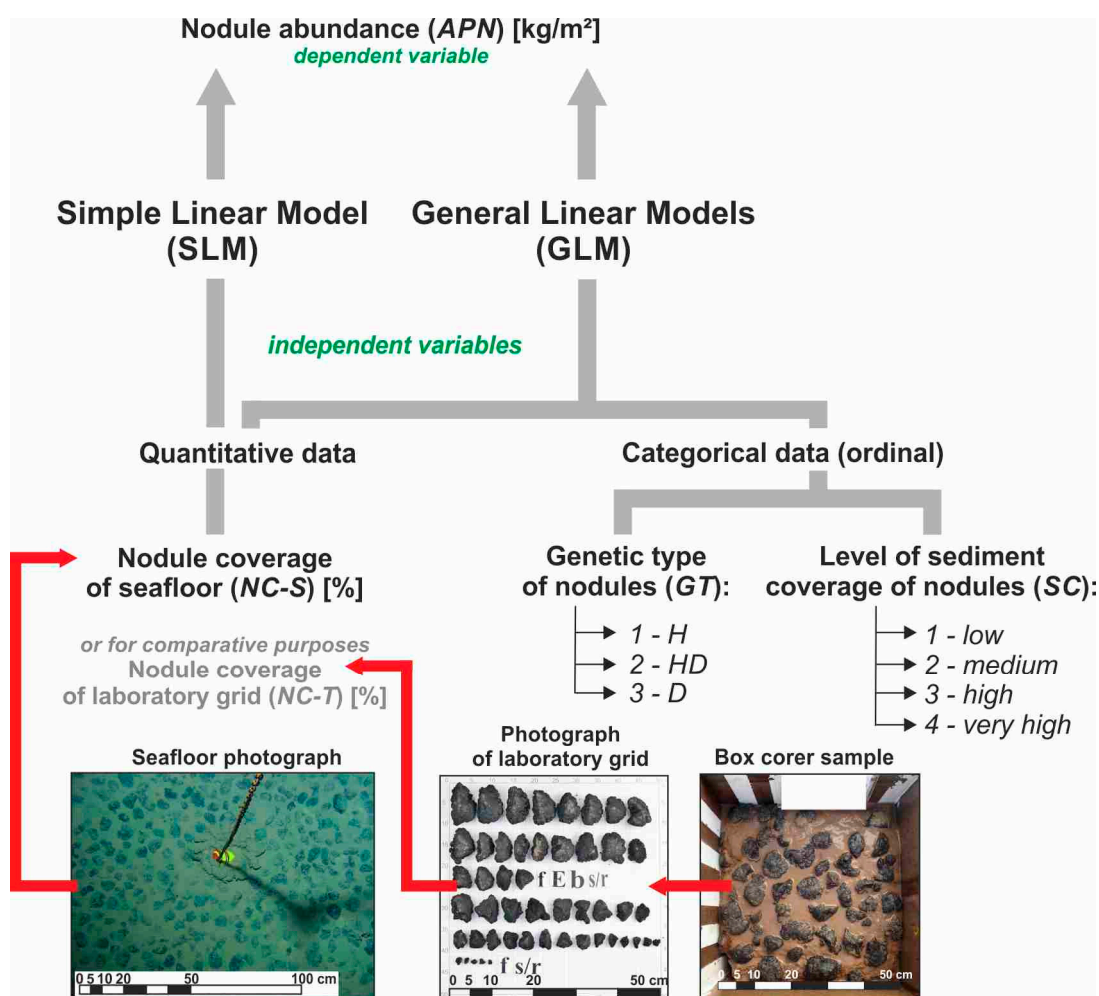 Nodule abundance (APN) [kg/m²]
dependent variable
Simple Linear Model
(SLM)
General Linear Models
(GLM)
independent variables
Quantitative data
Categorical data (ordinal)
Nodule coverage
of seafloor (NC-S) [%]
or for comparative purposes
Nodule coverage
of laboratory grid (NC-T) [%]
Genetic type
of nodules (GT):
1 - H
2 - HD
3 - D
Level of sediment
coverage of nodules (SC):
1 - low
2 - medium
3 - high
4 - very high
Seafloor photograph
0 5 10 20 50 100 cm
Photograph
of laboratory grid
f E b s/r
f s/r
0 5 10 20 50 cm
Box corer sample
0 5 10 20 50 cm